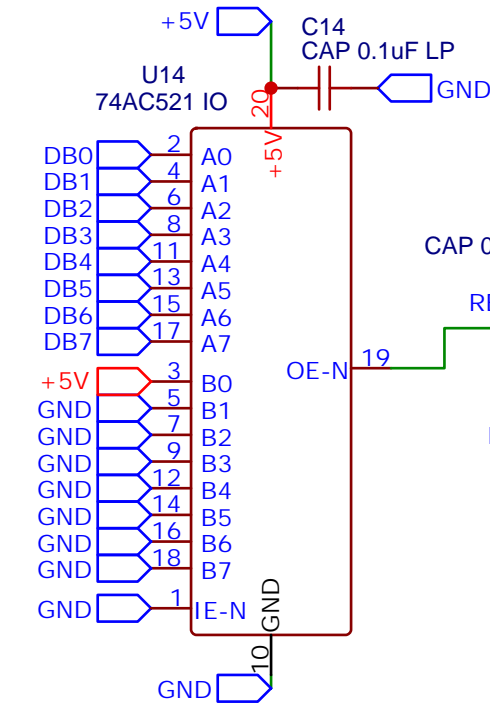 +5V
C14
CAP 0.1uF LP
GND
U14
74AC521 IO
20
+5V
DB0 2 A0
DB1 4 A1
DB2 6 A2
DB3 8 A3
DB4 11 A4
DB5 13 A5
DB6 15 A6
DB7 17 A7
CAP 0
RE
OE-N 19
+5V 3 B0
GND 5 B1
GND 7 B2
GND 9 B3
GND 12 B4
GND 14 B5
GND 16 B6
GND 18 B7
GND 1 IE-N
GND
10
GND